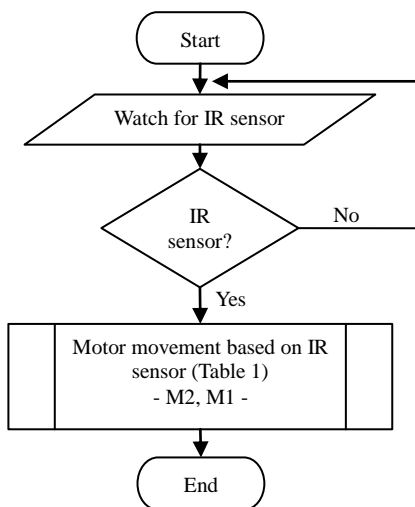 Start
Watch for IR sensor
IR
sensor?
No
Yes
Motor movement based on IR
sensor (Table 1)
- M2, M1 -
End